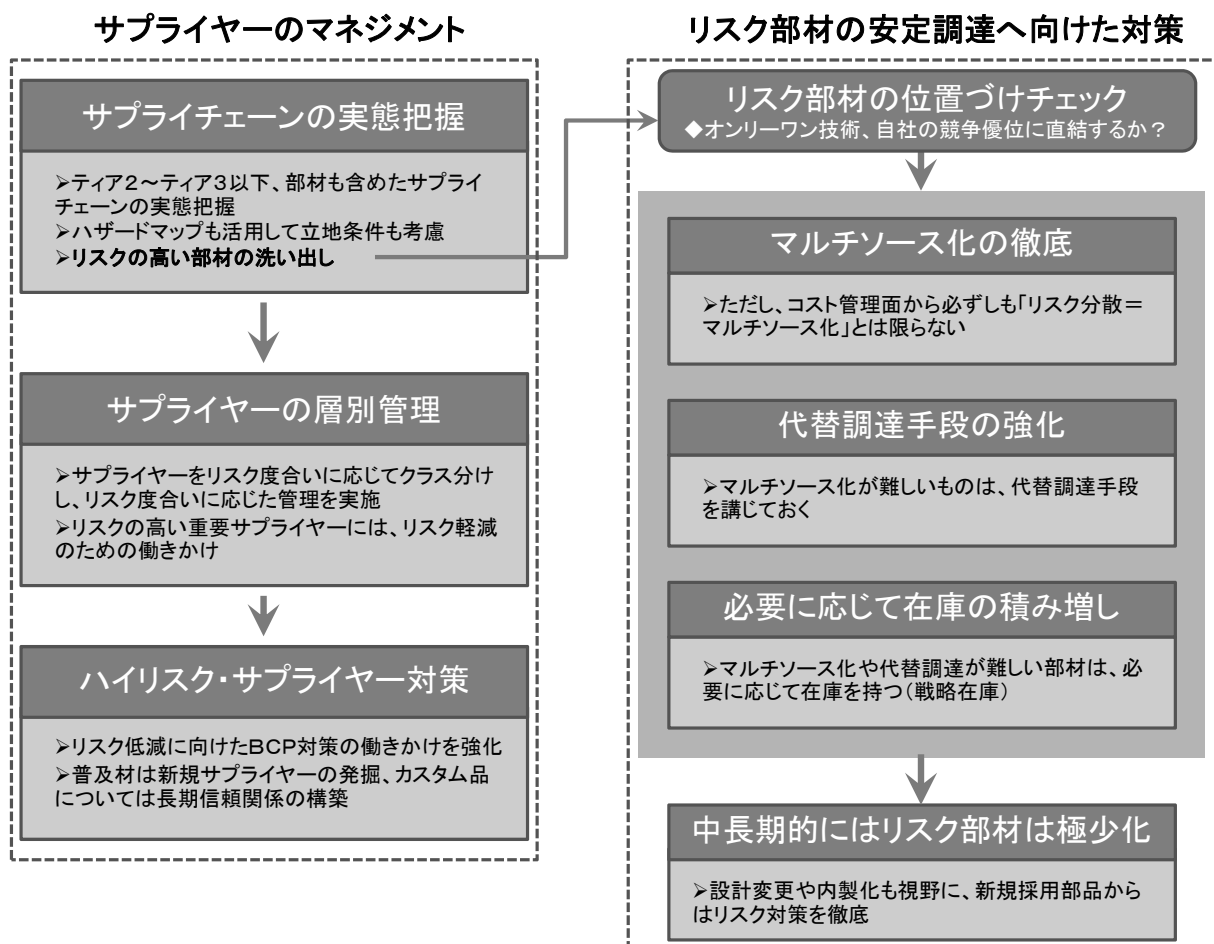 サプライヤーのマネジメント
サプライチェーンの実態把握
➢ティア2～ティア3以下、部材も含めたサプライ
チェーンの実態把握
➢ハザードマップも活用して立地条件も考慮
➢リスクの高い部材の洗い出し
サプライヤーの層別管理
➢サプライヤーをリスク度合いに応じてクラス分け
し、リスク度合いに応じた管理を実施
➢リスクの高い重要サプライヤーには、リスク軽減
のための働きかけ
ハイリスク・サプライヤー対策
➢リスク低減に向けたBCP対策の働きかけを強化
➢普及材は新規サプライヤーの発掘、カスタム品
については長期信頼関係の構築
リスク部材の安定調達へ向けた対策
リスク部材の位置づけチェック
◆オンリーワン技術、自社の競争優位に直結するか？
マルチソース化の徹底
➢ただし、コスト管理面から必ずしも「リスク分散＝
マルチソース化」とは限らない
代替調達手段の強化
➢マルチソース化が難しいものは、代替調達手段
を講じておく
必要に応じて在庫の積み増し
➢マルチソース化や代替調達が難しい部材は、必
要に応じて在庫を持つ（戦略在庫）
中長期的にはリスク部材は極少化
➢設計変更や内製化も視野に、新規採用部品から
はリスク対策を徹底